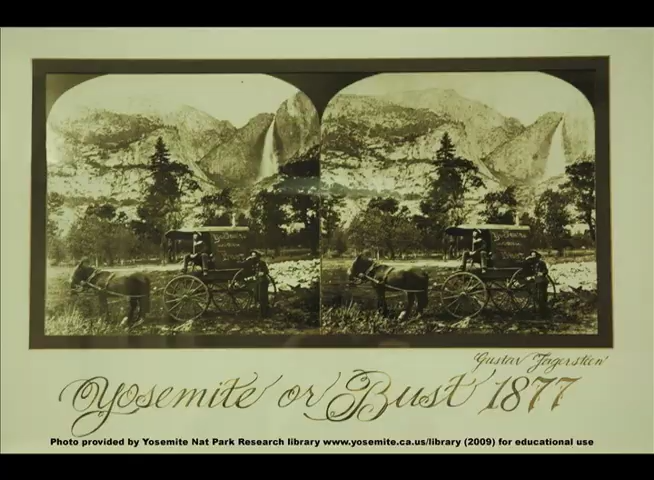 Gustav Fagersteen
Yosemite or Bust 1877
Photo provided by Yosemite Nat Park Research library www.yosemite.ca.us/library (2009) for educational use